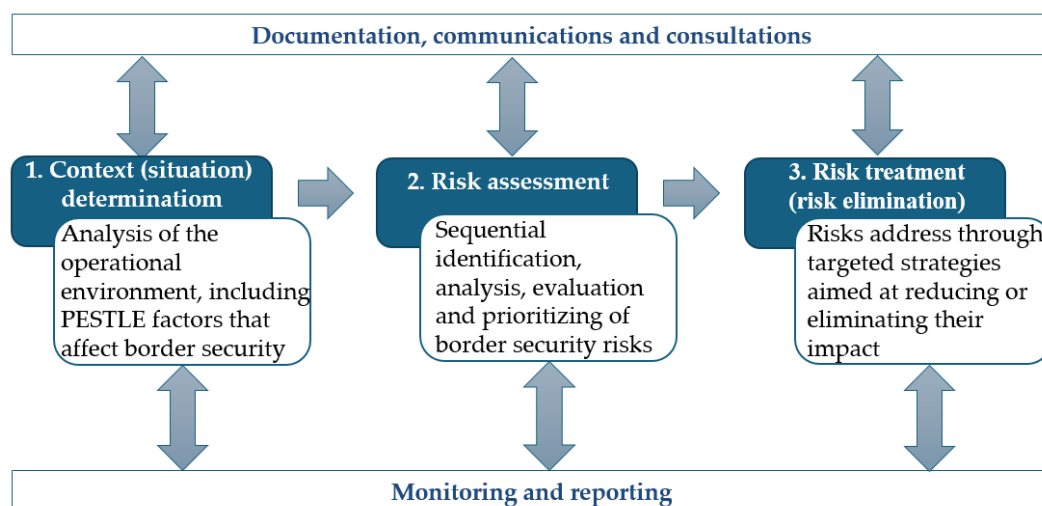 Documentation, communications and consultations
1. Context (situation)
determinatiom
Analysis of the
operational
environment, including
PESTLE factors that
affect border security
2. Risk assessment
Sequential
identification,
analysis, evaluation
and prioritizing of
border security risks
3. Risk treatment
(risk elimination)
Risks address through
targeted strategies
aimed at reducing or
eliminating their
impact
Monitoring and reporting